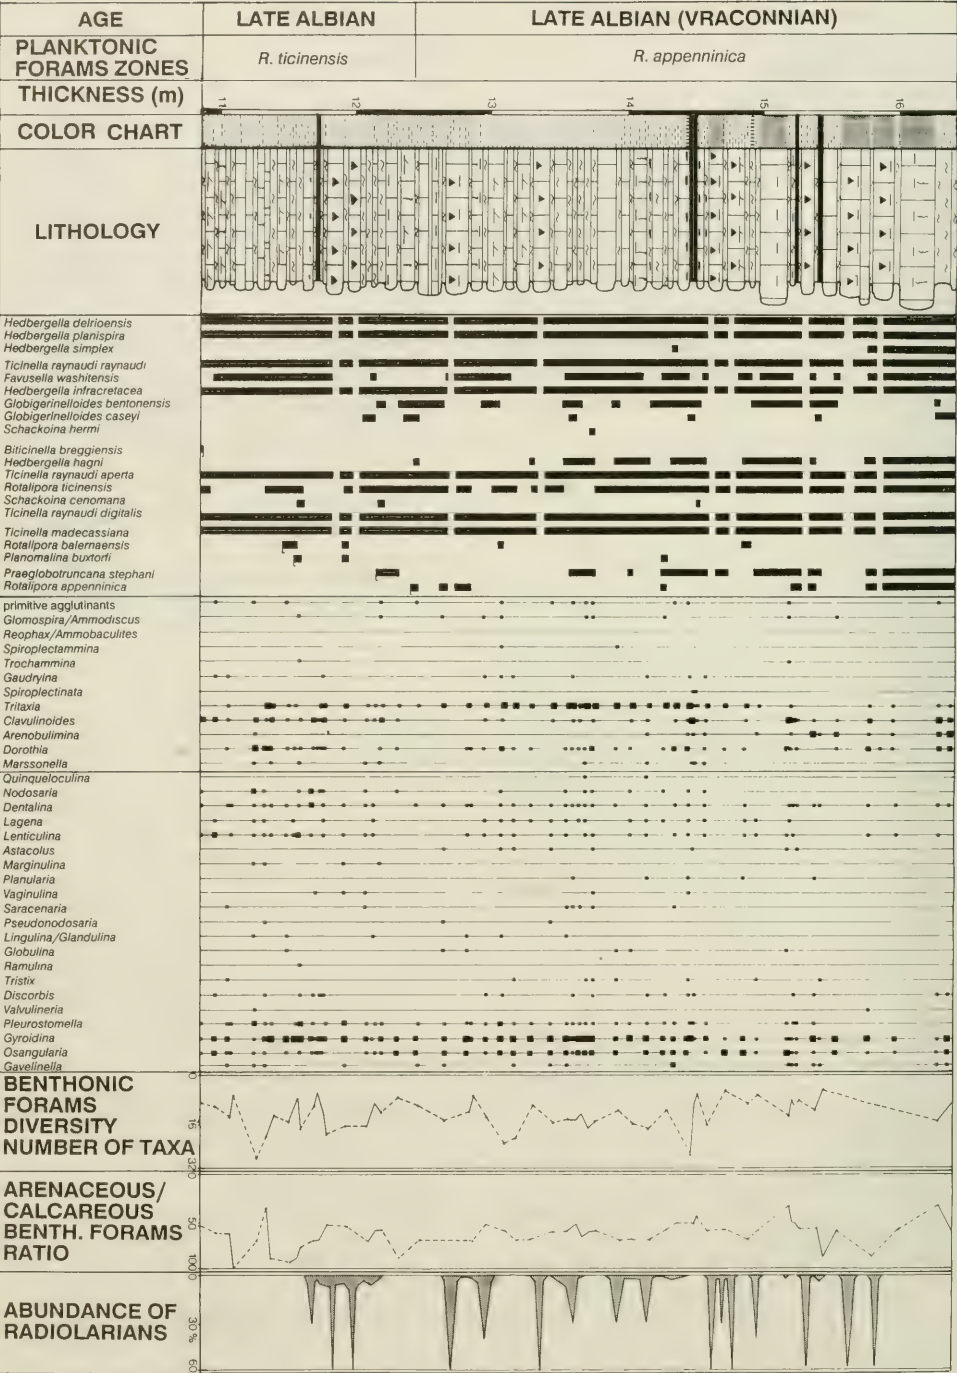 AGE
LATE ALBIAN
LATE ALBIAN (VRACONNIAN)
PLANKTONIC
FORAMS ZONES
R. ticinensis
R. appenninica
THICKNESS (m)
11
12
13
14
15
16
COLOR CHART
LITHOLOGY
Hedbergella delrioensis
Hedbergella planispira
Hedbergella simplex
Ticinella raynaudi raynaudi
Favusella washitensis
Hedbergella infracretacea
Globigerinelloides bentonensis
Globigerinelloides caseyi
Schackoina hermi
Biticinella breggiensis
Hedbergella hagni
Ticinella raynaudi aperta
Rotalipora ticinensis
Schackoina cenomana
Ticinella raynaudi digitalis
Ticinella madecassiana
Rotalipora balernaensis
Planomalina buxtorfi
Praeglobotruncana stephani
Rotalipora appenninica
primitive agglutinants
Glomospira/Ammodiscus
Reophax/Ammobaculites
Spiroplectammina
Trochammina
Gaudryina
Spiroplectinata
Tritaxia
Clavulinoides
Arenobulimina
Dorothia
Marssonella
Quinqueloculina
Nodosaria
Dentalina
Lagena
Lenticulina
Astacolus
Marginulina
Planularia
Vaginulina
Saracenaria
Pseudonodosaria
Lingulina/Glandulina
Globulina
Ramulina
Tristix
Discorbis
Valvulineria
Pleurostomella
Gyroidina
Osangularia
Gavelinella
BENTHONIC
FORAMS
DIVERSITY
NUMBER OF TAXA
0
16
32
ARENACEOUS/
CALCAREOUS
BENTH. FORAMS
RATIO
0
50
100
ABUNDANCE OF
RADIOLARIANS
0
30 %
60